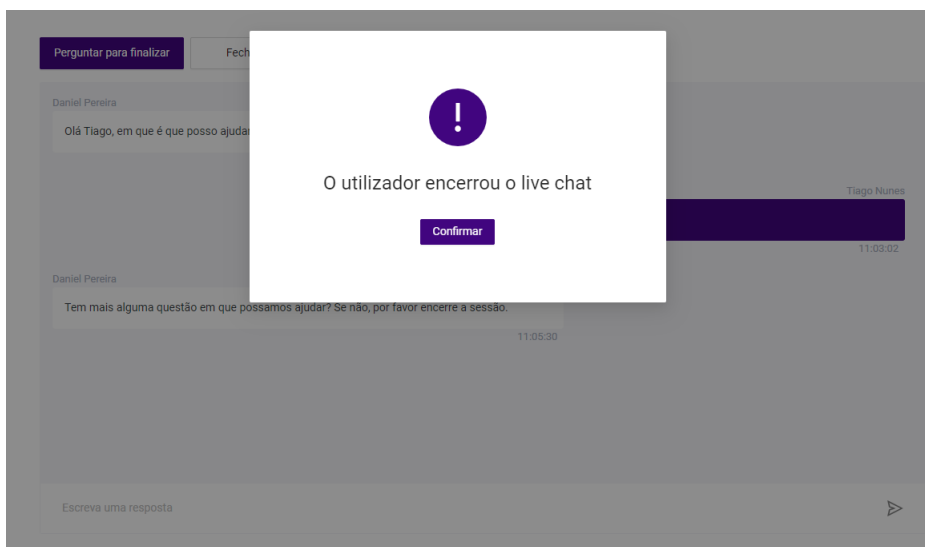 Perguntar para finalizar
Fech
Daniel Pereira
Olá Tiago, em que é que posso ajudar
!
O utilizador encerrou o live chat
Confirmar
Tiago Nunes
11:03:02
Daniel Pereira
Tem mais alguma questão em que possamos ajudar? Se não, por favor encerre a sessão.
11:05:30
Escreva uma resposta